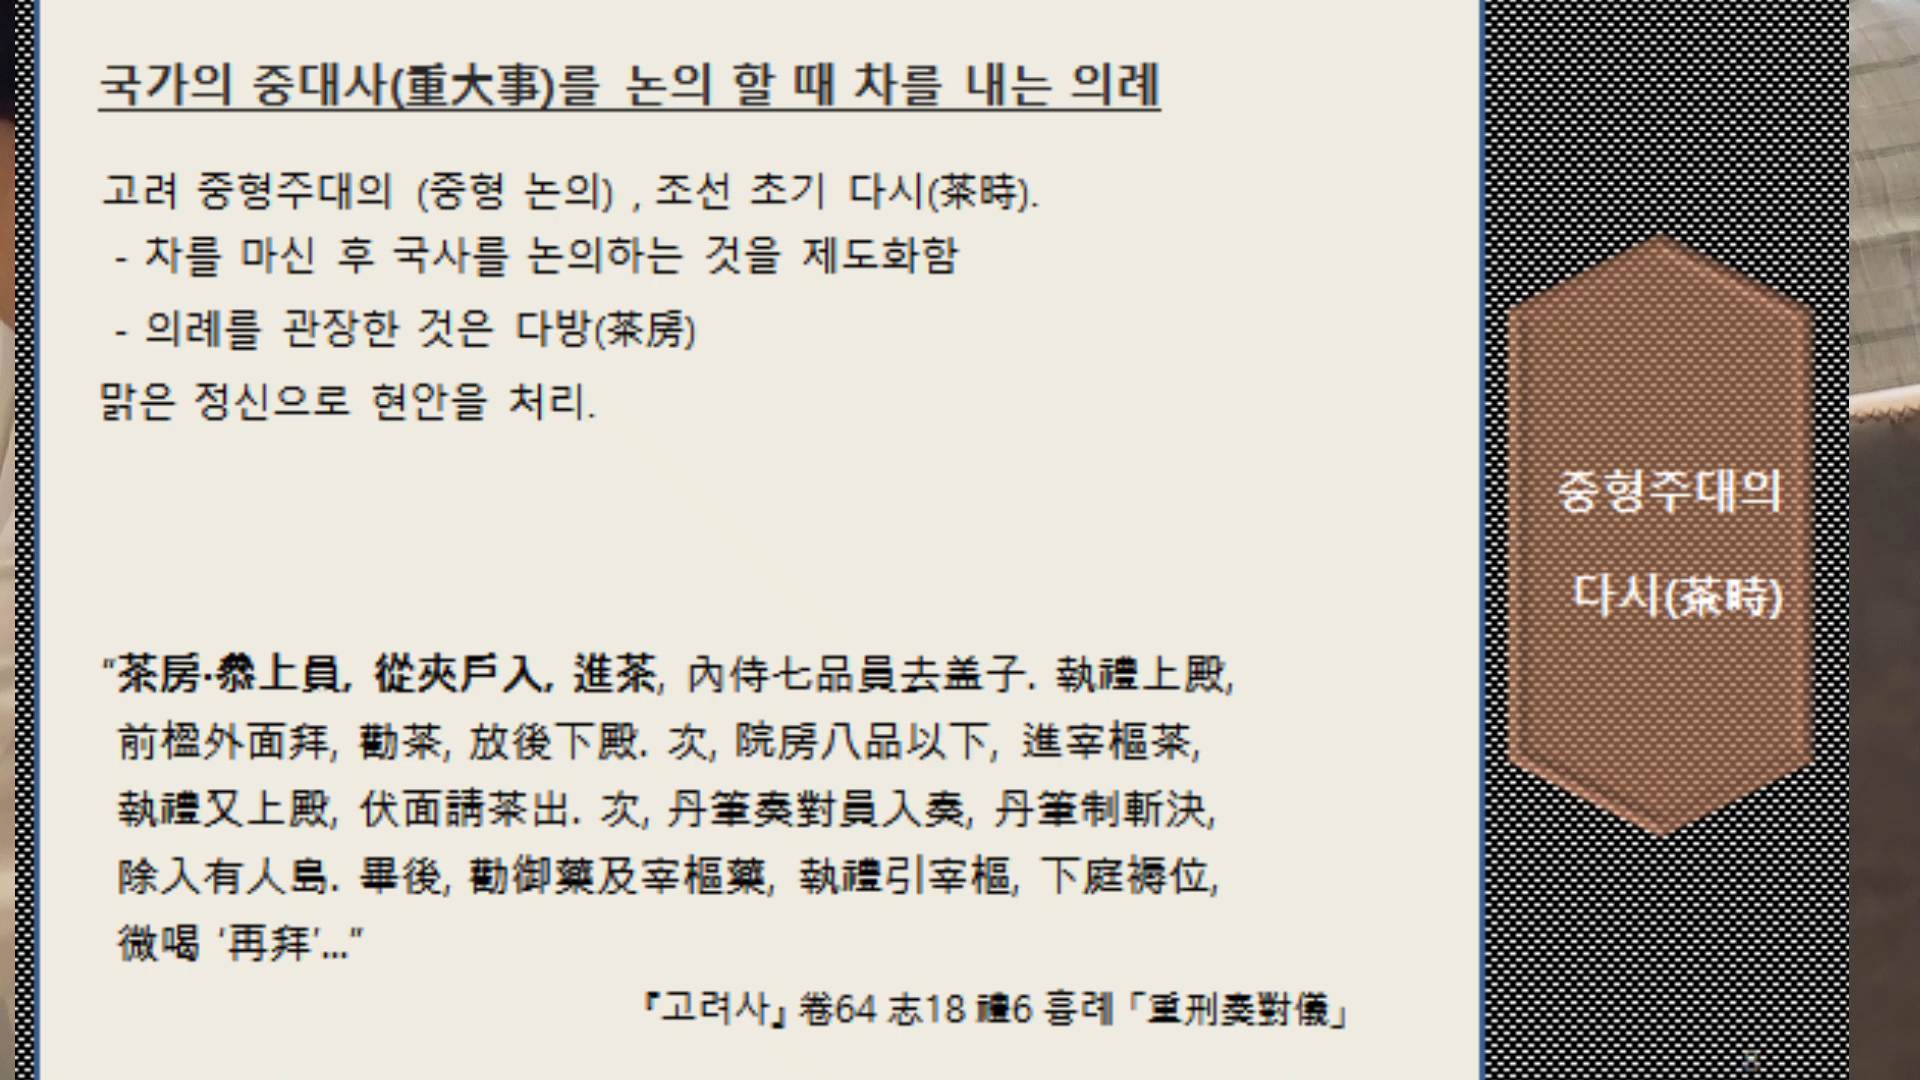 국가의 중대사(重大事)를 논의 할 때 차를 내는 의례
고려 중형주대의 (중형 논의) , 조선 초기 다시(茶時).
- 차를 마신 후 국사를 논의하는 것을 제도화함
- 의례를 관장한 것은 다방(茶房)
맑은 정신으로 현안을 처리.
“茶房·叅上員, 從夾戶入, 進茶, 內侍七品員去盖子. 執禮上殿,
前楹外面拜, 勸茶, 放後下殿. 次, 院房八品以下, 進宰樞茶,
執禮又上殿, 伏面請茶出. 次, 丹筆奏對員入奏, 丹筆制斬決,
除入有人島. 畢後, 勸御藥及宰樞藥, 執禮引宰樞, 下庭褥位,
微喝 ‘再拜’...”
『고려사』 卷64 志18 禮6 흉례 「重刑奏對儀」
중형주대의
다시(茶時)